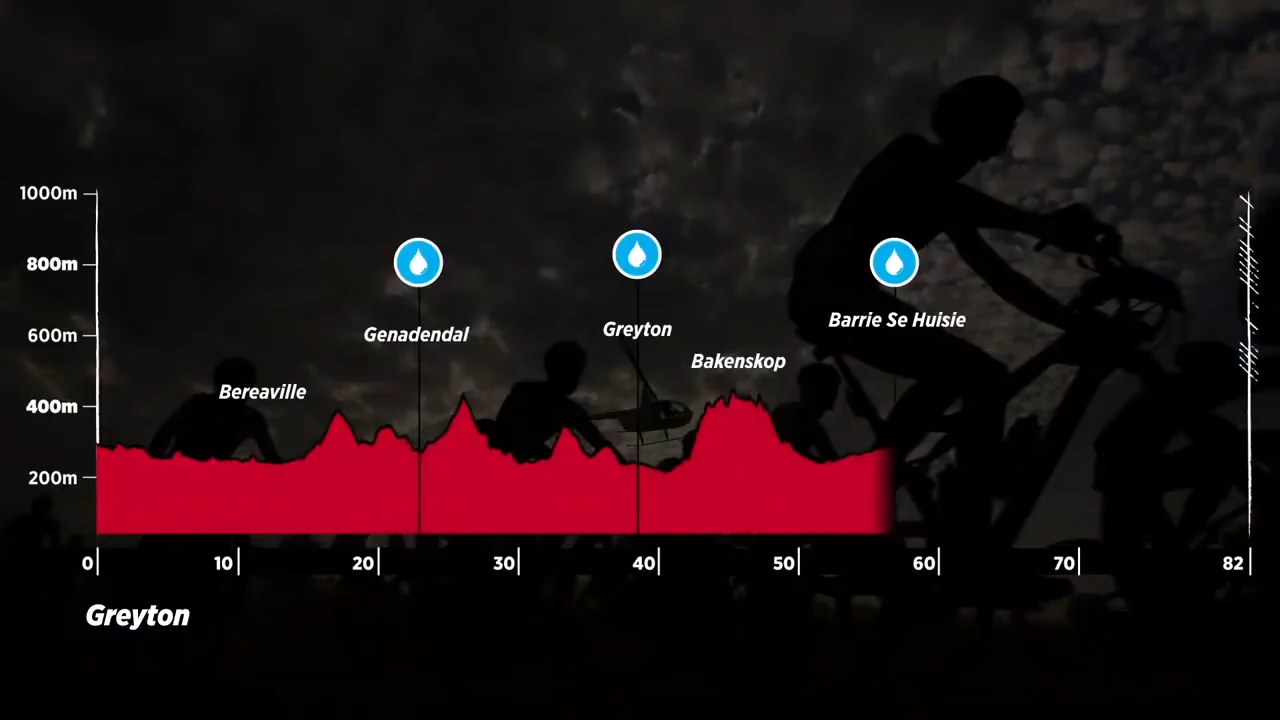 1000m
800m
600m
400m
200m
Bereaville
Genadendal
Greyton
Bakenskop
Barrie Se Huisie
0 10 20 30 40 50 60 70 82
Greyton